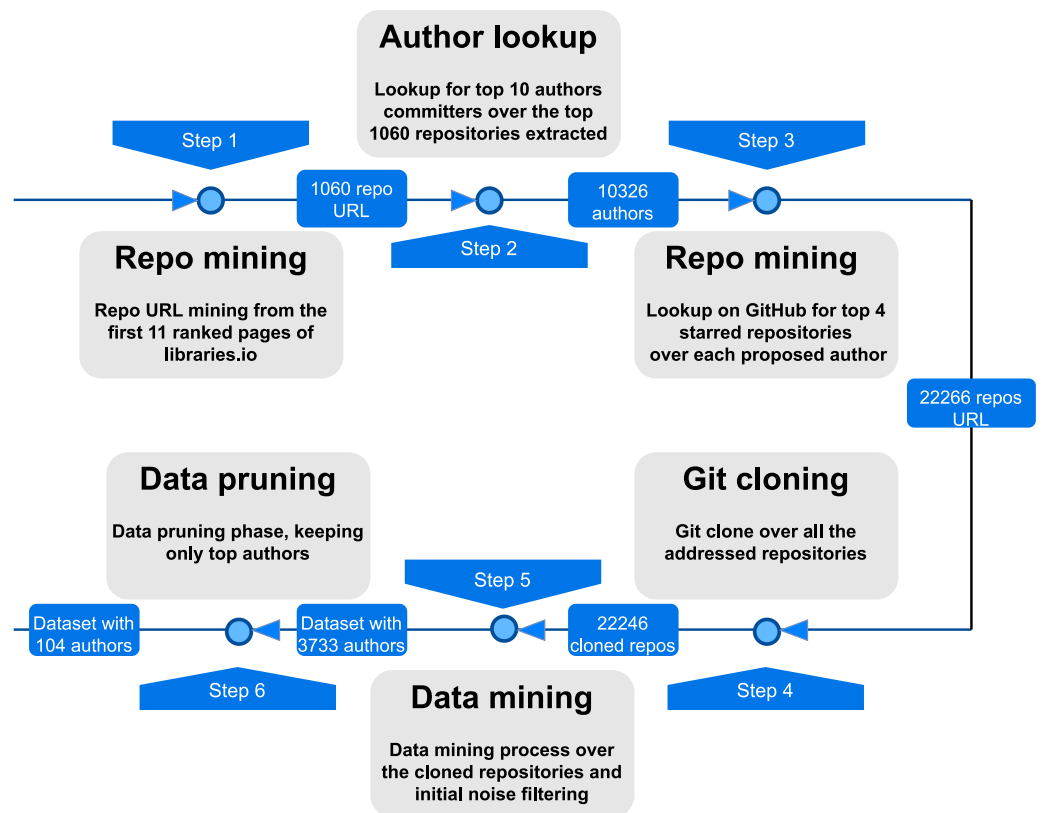 Author lookup
Lookup for top 10 authors
committers over the top
1060 repositories extracted
Step 1
Step 3
1060 repo
URL
10326
authors
Step 2
Repo mining
Repo URL mining from the
first 11 ranked pages of
libraries.io
Repo mining
Lookup on GitHub for top 4
starred repositories
over each proposed author
22266 repos
URL
Data pruning
Data pruning phase, keeping
only top authors
Git cloning
Git clone over all the
addressed repositories
Step 5
Dataset with
104 authors
Dataset with
3733 authors
22246
cloned repos
Step 6
Step 4
Data mining
Data mining process over
the cloned repositories and
initial noise filtering